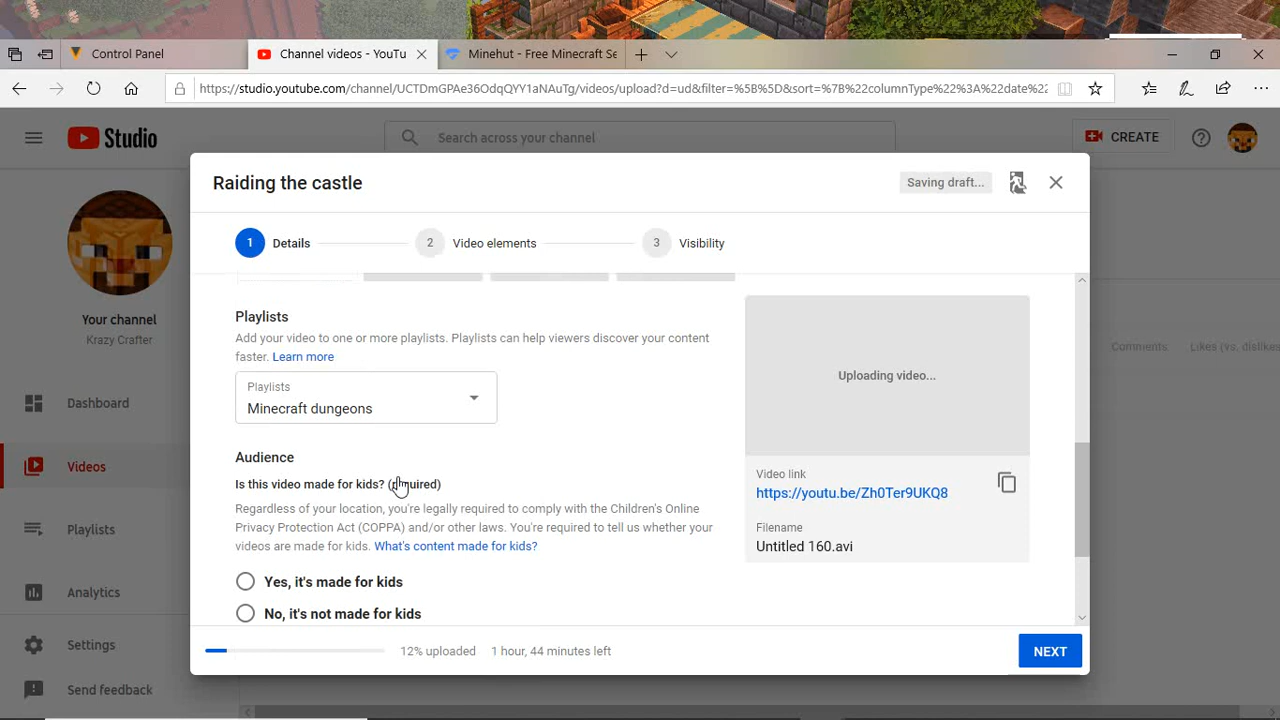 Control Panel
Channel videos - YouTu
Minehut - Free Minecraft Se
https://studio.youtube.com/channel/UCTDmGPAe36OdqQYY1aNAuTg/videos/upload?d=ud&filter=%5B%5D&sort=%7B%22columnType%22%3A%22date%22%2C
Studio
Search across your channel
CREATE
Raiding the castle
Saving draft...
1 Details
2 Video elements
3 Visibility
Your channel
Krazy Crafter
Dashboard
Videos
Playlists
Analytics
Settings
Send feedback
Comments
Likes (vs. dislikes
Playlists
Add your video to one or more playlists. Playlists can help viewers discover your content
faster. Learn more
Playlists
Minecraft dungeons
Audience
Is this video made for kids? (required)
Regardless of your location, you're legally required to comply with the Children's Online
Privacy Protection Act (COPPA) and/or other laws. You're required to tell us whether your
videos are made for kids. What's content made for kids?
Yes, it's made for kids
No, it's not made for kids
Uploading video...
Video link
https://youtu.be/Zh0Ter9UKQ8
Filename
Untitled 160.avi
12% uploaded
1 hour, 44 minutes left
NEXT